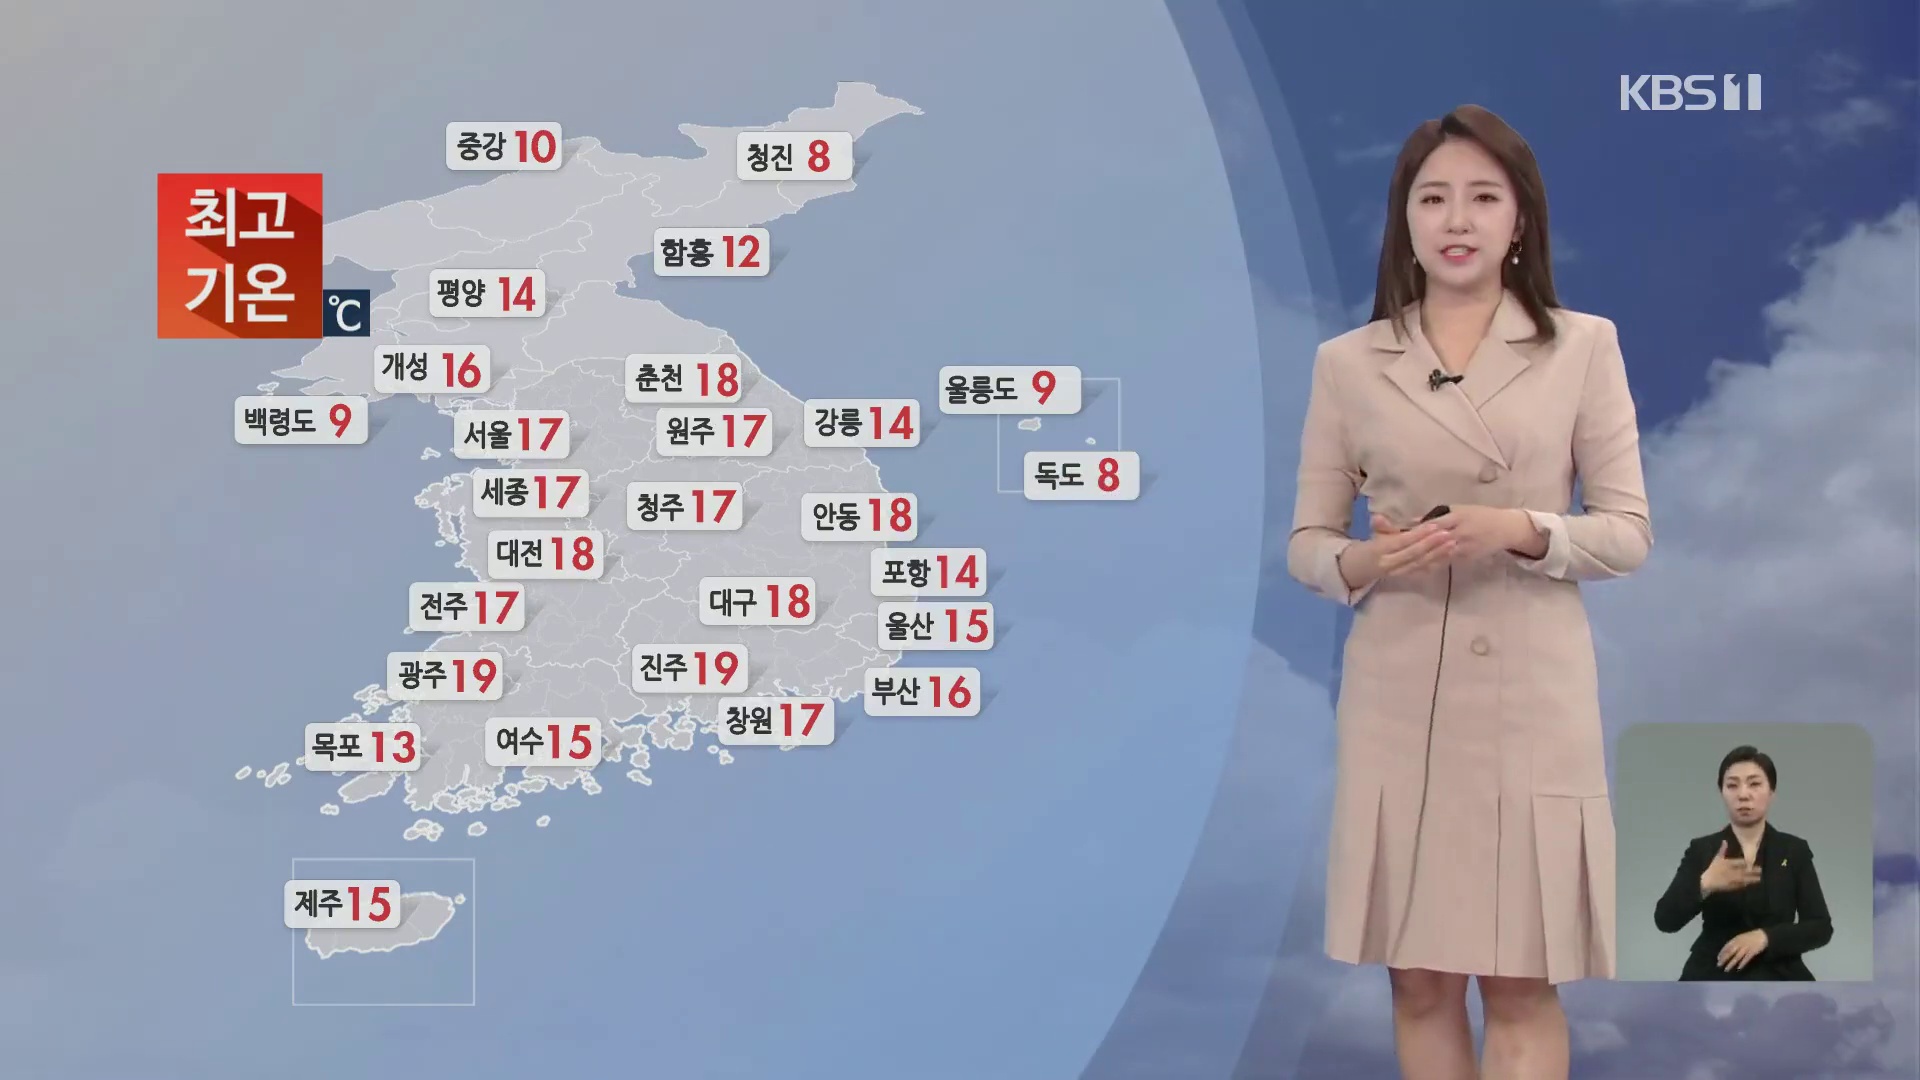 KBS 1
최고
기온
℃
중강 10
청진 8
함흥 12
평양 14
개성 16
백령도 9
춘천 18
서울 17
원주 17
강릉 14
울릉도 9
독도 8
세종 17
청주 17
안동 18
대전 18
포항 14
전주 17
대구 18
울산 15
광주 19
진주 19
부산 16
창원 17
목포 13
여수 15
제주 15